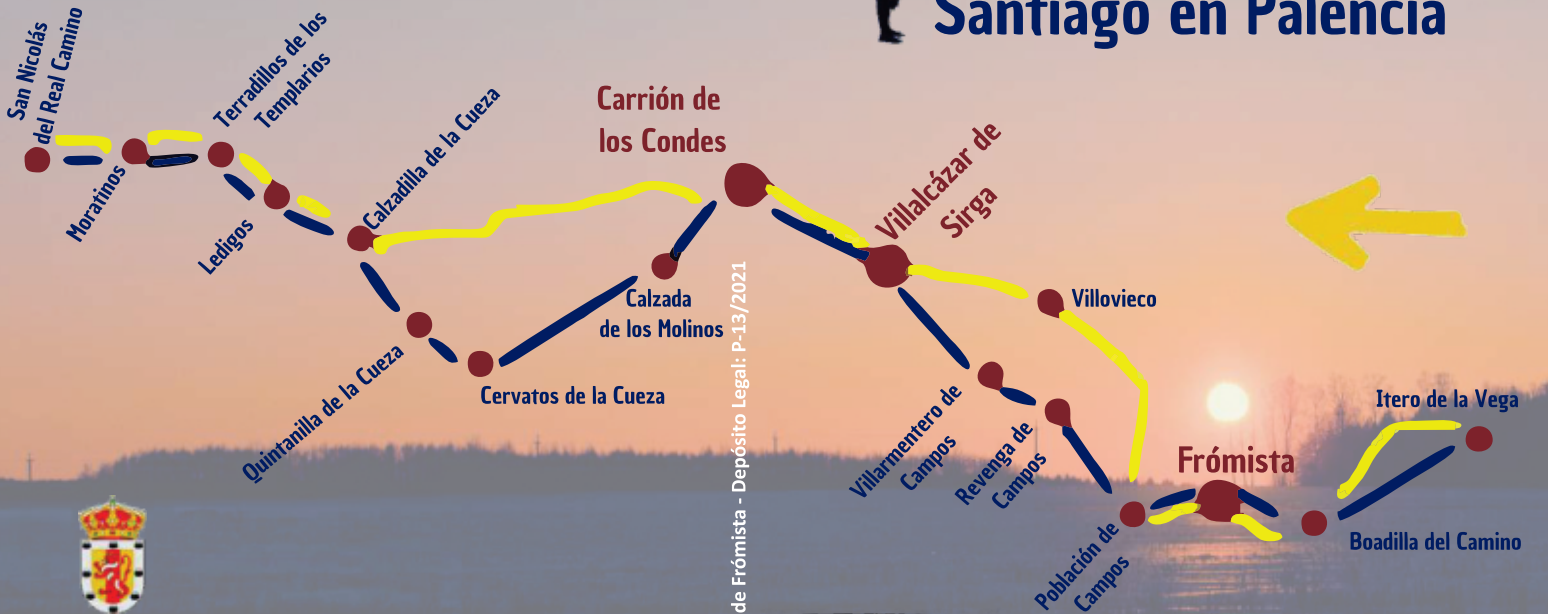 Santiago en Palencia
San Nicolás
del Real Camino
Terradillos de los
Templarios
Moratinos
Ledigos
Calzadilla de la Cueza
Carrión de
los Condes
Villalcázar de
Sirga
Villovieco
Calzada
de los Molinos
Cervatos de la Cueza
Quintanilla de la Cueza
Villarmentero de
Campos
Revenga de
Campos
Población de
Campos
Frómista
Itero de la Vega
Boadilla del Camino
de Frómista - Depósito Legal: P-13/2021